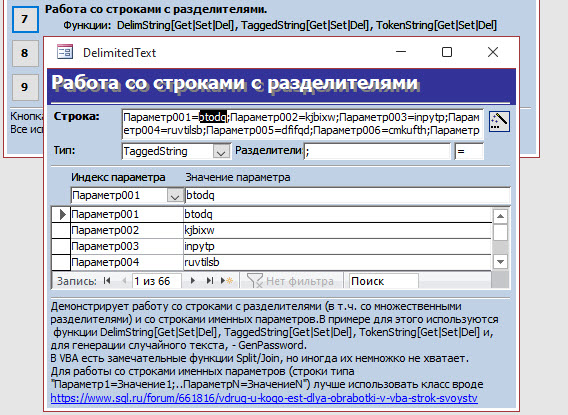 7
Работа со строками с разделителями.
Функции: DelimString[Get|Set|Del], TaggedString[Get|Set|Del], TokenString[Get|Set|Del]
8
9
Кнопка
DelimitedText
Работа со строками с разделителями
Строка:
Параметр001=btodq;Параметр002=kjbixw;Параметр003=inpytp;Парам
етр004=ruvtilsb;Параметр005=dfifqd;Параметр006=cmkufth;Параметр
Тип: TaggedString Разделители ; =
Индекс параметра Значение параметра
Параметр001 btodq
Параметр001 btodq
Параметр002 kjbixw
Параметр003 inpytp
Параметр004 ruvtilsb
Запись: 1 из 66 Нет фильтра Поиск
Демонстрирует работу со строками с разделителями (в т.ч. со множественными
разделителями) и со строками именных параметров.В примере для этого используются
функции DelimString[Get|Set|Del], TaggedString[Get|Set|Del], TokenString[Get|Set|Del] и,
для генерации случайного текста, - GenPassword.
В VBA есть замечательные функции Split/Join, но иногда их немножко не хватает.
Для работы со строками именных параметров (строки типа
"Параметр1=Значение1;..ПараметрN=ЗначениеN") лучше использовать класс вроде
https://www.sql.ru/forum/661816/vdrug-u-kogo-est-dlya-obrabotki-v-vba-strok-svoystv